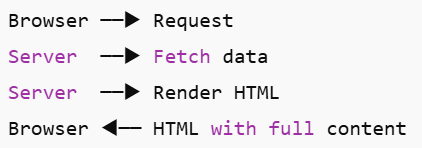 Browser ──▶ Request
Server ──▶ Fetch data
Server ──▶ Render HTML
Browser ◀── HTML with full content